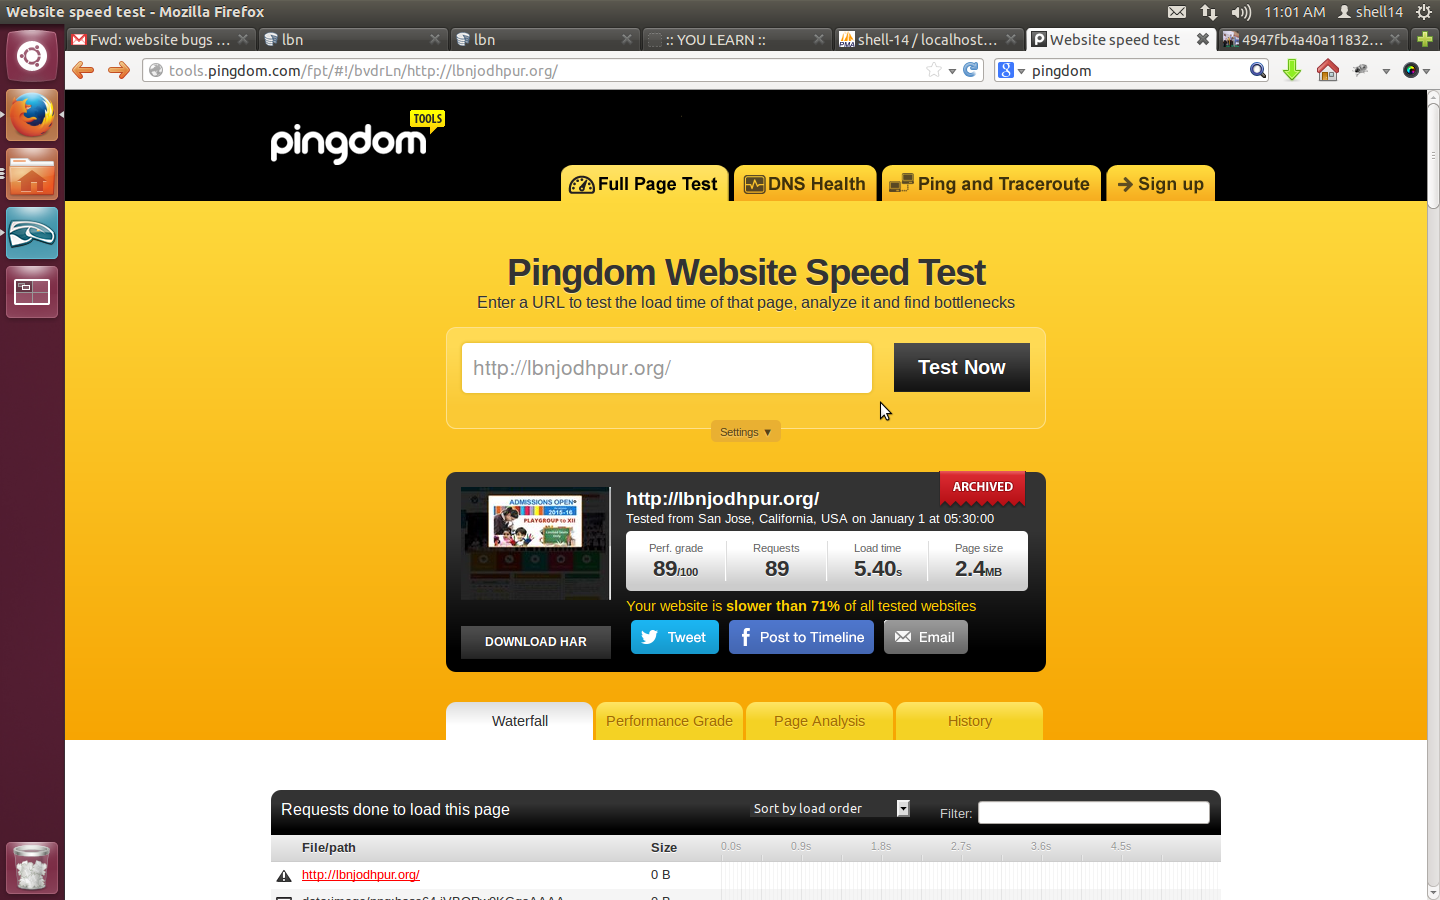 Website speed test - Mozilla Firefox
11:01 AM shell14
Fwd: website bugs ...
lbn
lbn
:: YOU LEARN ::
shell-14 / localhost...
Website speed test
4947fb4a40a11832...
tools.pingdom.com/fpt/#!/bvdrLn/http://lbnjodhpur.org/
pingdom
pingdom TOOLS
Full Page Test
DNS Health
Ping and Traceroute
Sign up
Pingdom Website Speed Test
Enter a URL to test the load time of that page, analyze it and find bottlenecks
http://lbnjodhpur.org/
Test Now
Settings ▼
ARCHIVED
ADMISSIONS OPEN
2015-16
PLAYGROUP to XII
http://lbnjodhpur.org/
Tested from San Jose, California, USA on January 1 at 05:30:00
Perf. grade Requests Load time Page size
89/100 89 5.40s 2.4MB
Your website is slower than 71% of all tested websites
Tweet
Post to Timeline
Email
DOWNLOAD HAR
Waterfall
Performance Grade
Page Analysis
History
Requests done to load this page
Sort by load order
Filter:
File/path Size 0.0s 0.9s 1.8s 2.7s 3.6s 4.5s
http://lbnjodhpur.org/ 0 B